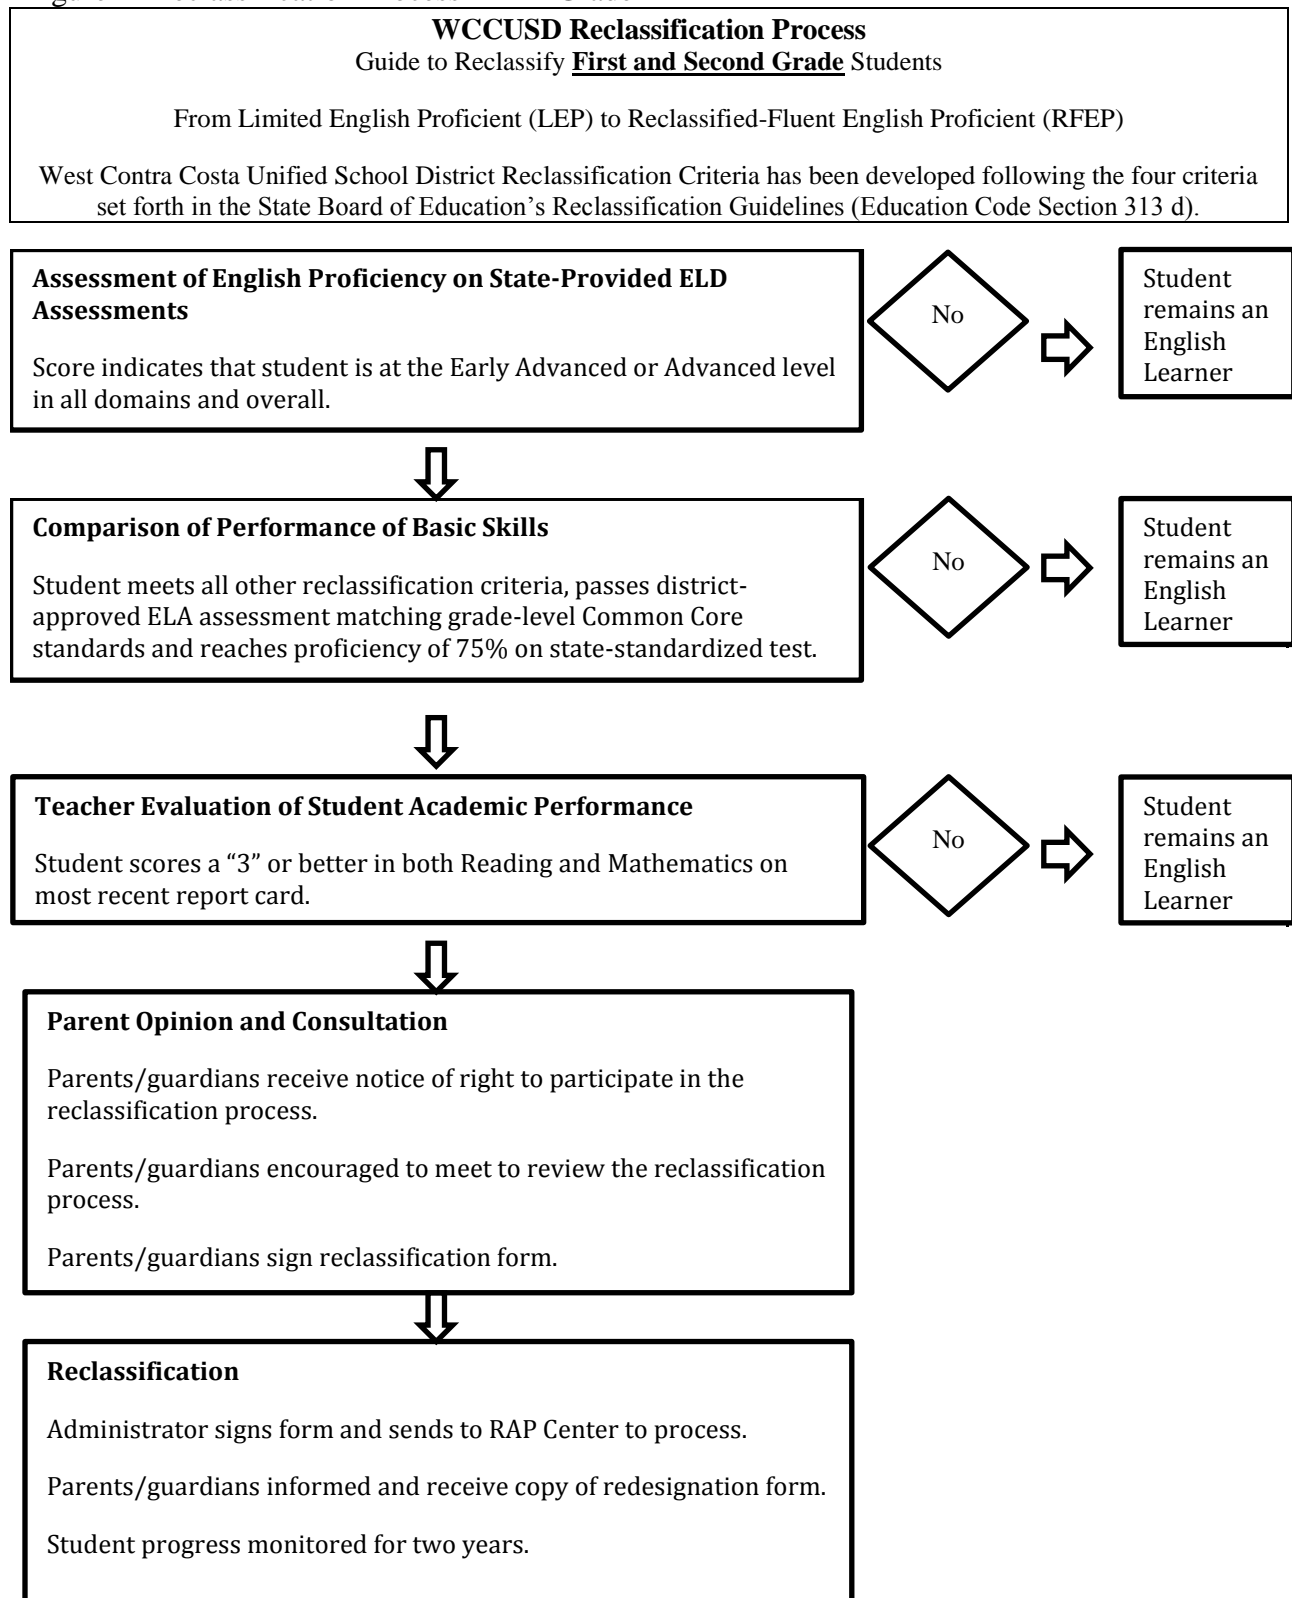 WCCUSD Reclassification Process
Guide to Reclassify First and Second Grade Students
From Limited English Proficient (LEP) to Reclassified-Fluent English Proficient (RFEP)
West Contra Costa Unified School District Reclassification Criteria has been developed following the four criteria
set forth in the State Board of Education’s Reclassification Guidelines (Education Code Section 313 d).
Assessment of English Proficiency on State-Provided ELD
Assessments
Score indicates that student is at the Early Advanced or Advanced level
in all domains and overall.
No
Student
remains an
English
Learner
Comparison of Performance of Basic Skills
Student meets all other reclassification criteria, passes district-
approved ELA assessment matching grade-level Common Core
standards and reaches proficiency of 75% on state-standardized test.
No
Student
remains an
English
Learner
Teacher Evaluation of Student Academic Performance
Student scores a “3” or better in both Reading and Mathematics on
most recent report card.
No
Student
remains an
English
Learner
Parent Opinion and Consultation
Parents/guardians receive notice of right to participate in the
reclassification process.
Parents/guardians encouraged to meet to review the reclassification
process.
Parents/guardians sign reclassification form.
Reclassification
Administrator signs form and sends to RAP Center to process.
Parents/guardians informed and receive copy of redesignation form.
Student progress monitored for two years.